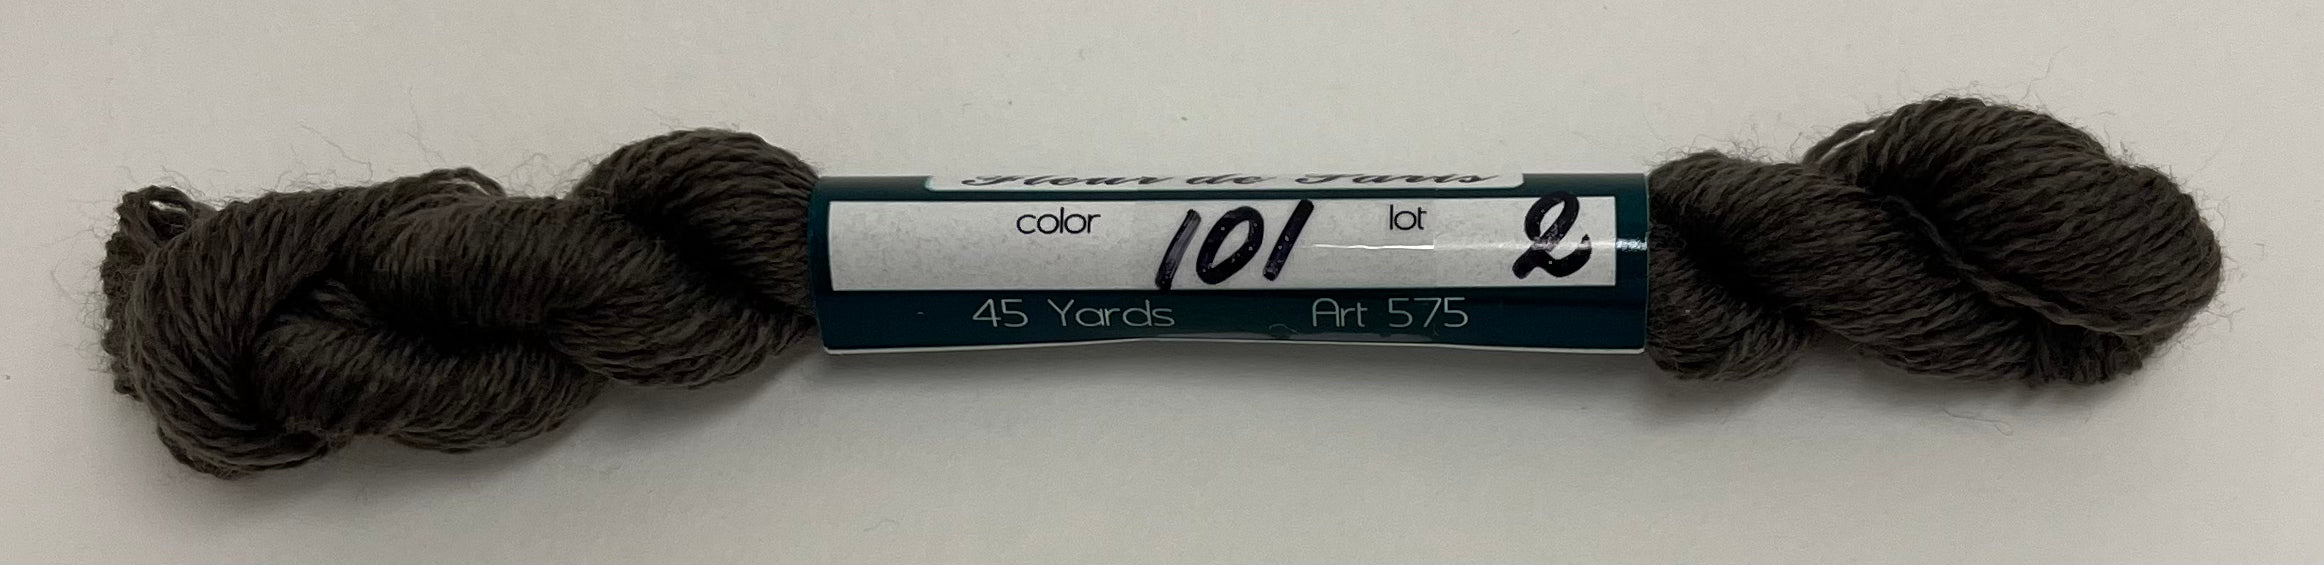 Fleur de Paris
color 101 lot 2
45 Yards Art 575